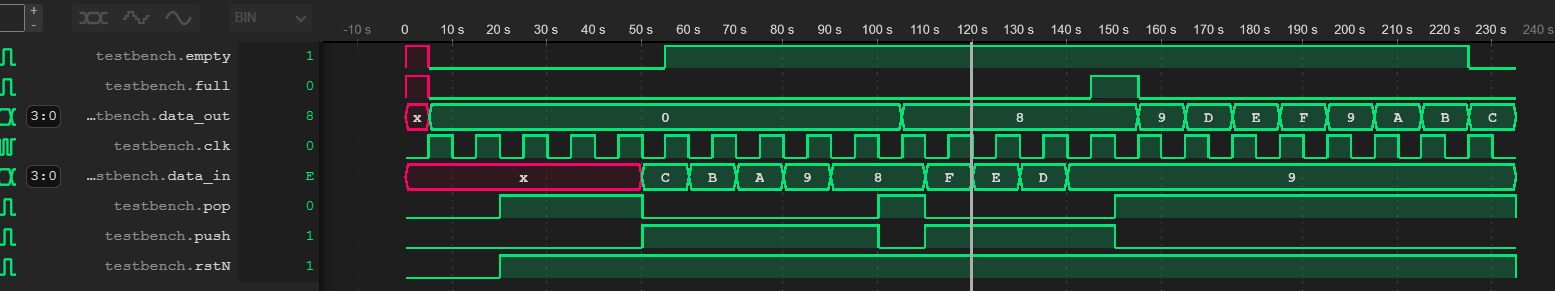 +
-
BIN
-10 s 0 10 s 20 s 30 s 40 s 50 s 60 s 70 s 80 s 90 s 100 s 110 s 120 s 130 s 140 s 150 s 160 s 170 s 180 s 190 s 200 s 210 s 220 s 230 s 240 s
testbench.empty 1
testbench.full 0
3:0 …tbench.data_out 8 x 0 8 9 D E F 9 A B C
testbench.clk 0
3:0 …stbench.data_in E x C B A 9 8 F E D 9
testbench.pop 0
testbench.push 1
testbench.rstN 1